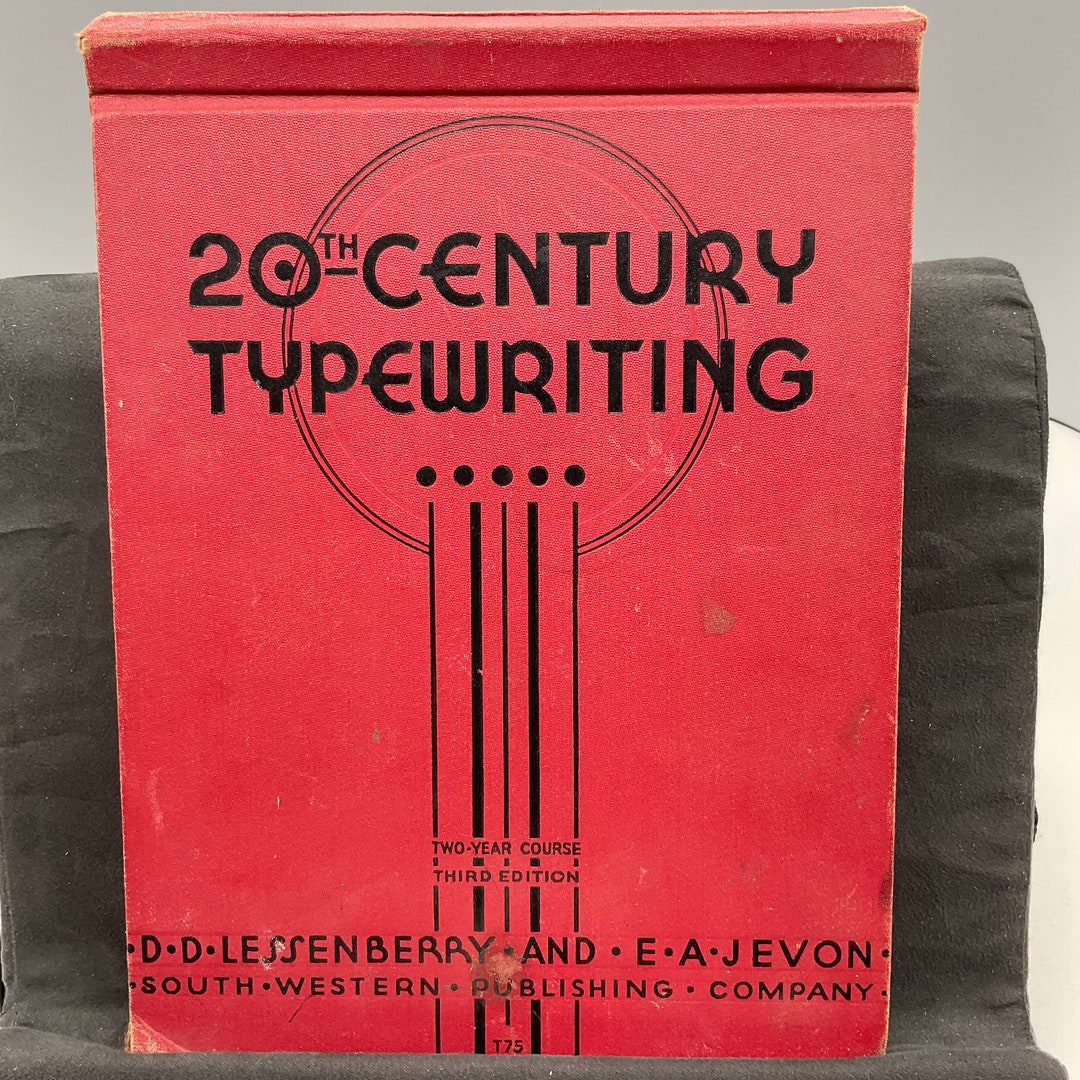 20TH CENTURY
TYPEWRITING
TWO-YEAR COURSE
THIRD EDITION
·D·D·LESSENBERRY·AND·E·A·JEVON·
·SOUTH·WESTERN·PUBLISHING·COMPANY·
T75